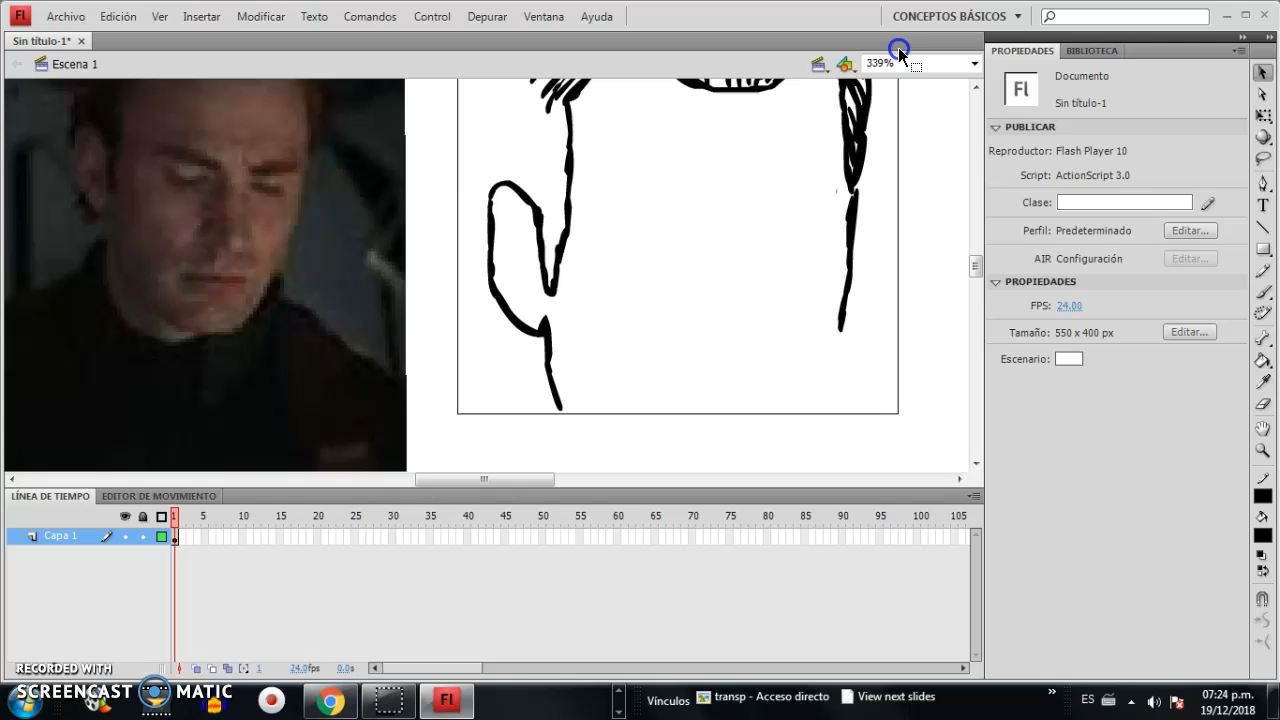 Fl Archivo Edición Ver Insertar Modificar Texto Comandos Control Depurar Ventana Ayuda CONCEPTOS BÁSICOS
Sin título-1*
Escena 1 339%
PROPIEDADES BIBLIOTECA
Fl Documento
Sin título-1
PUBLICAR
Reproductor: Flash Player 10
Script: ActionScript 3.0
Clase:
Perfil: Predeterminado Editar...
AIR Configuración Editar...
PROPIEDADES
FPS: 24.00
Tamaño: 550 x 400 px Editar...
Escenario:
LÍNEA DE TIEMPO EDITOR DE MOVIMIENTO
1 5 10 15 20 25 30 35 40 45 50 55 60 65 70 75 80 85 90 95 100 105
Capa 1
1 24.0fps 0.0s
RECORDED WITH
SCREENCAST MATIC
Fl Vínculos transp - Acceso directo View next slides » ES 07:24 p.m.
19/12/2018